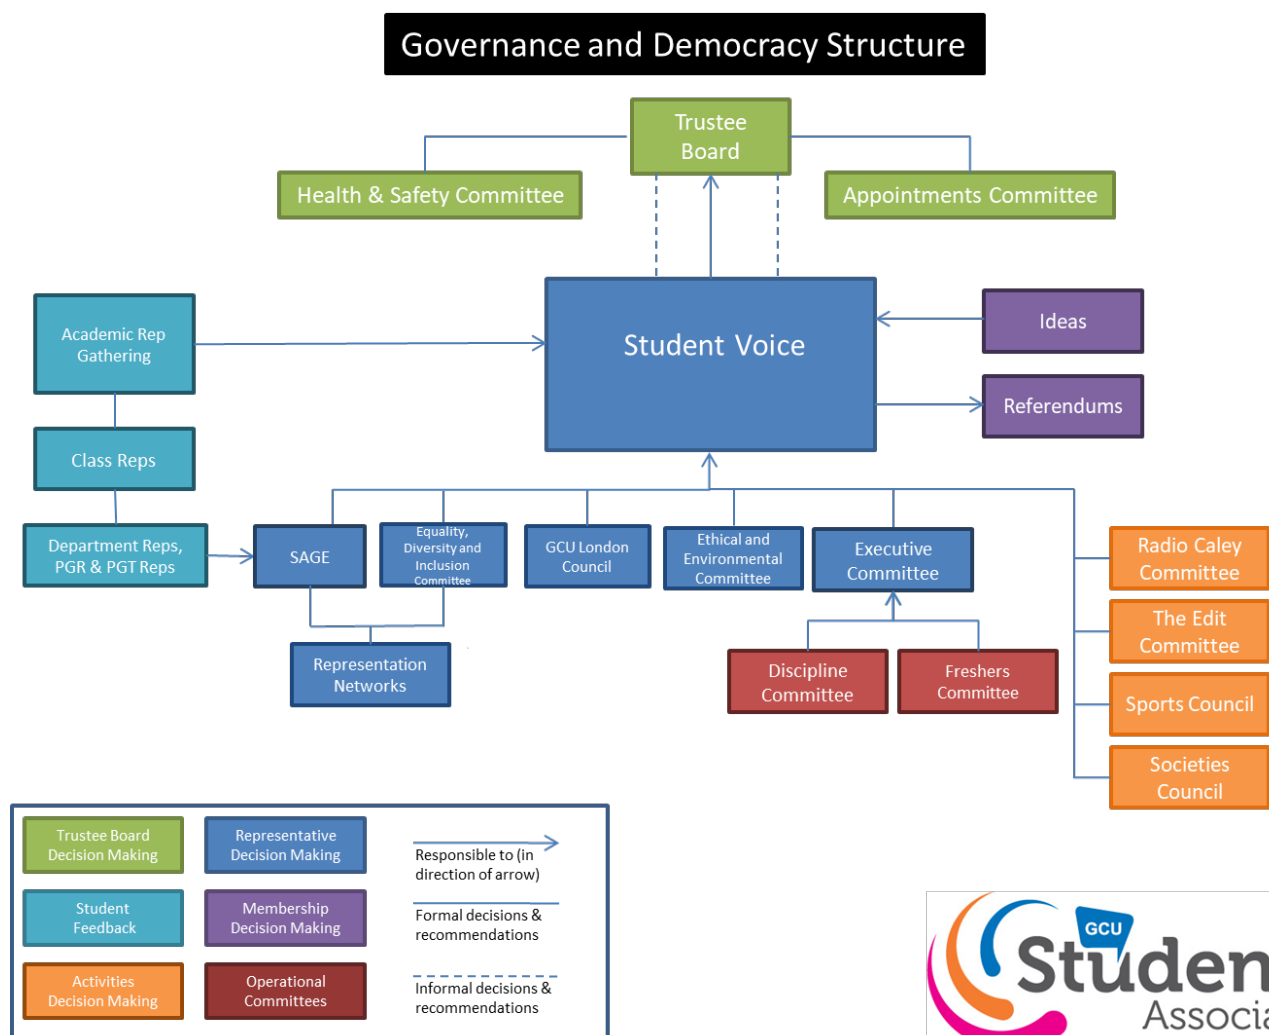 Governance and Democracy Structure
Trustee
Board
Health & Safety Committee
Appointments Committee
Academic Rep
Gathering
Student Voice
Ideas
Referendums
Class Reps
Department Reps,
PGR & PGT Reps
SAGE
Equality,
Diversity and
Inclusion
Committee
GCU London
Council
Ethical and
Environmental
Committee
Executive
Committee
Radio Caley
Committee
The Edit
Committee
Sports Council
Societies
Council
Representation
Networks
Discipline
Committee
Freshers
Committee
Trustee Board
Decision Making
Representative
Decision Making
Responsible to (in
direction of arrow)
Student
Feedback
Membership
Decision Making
Formal decisions &
recommendations
Activities
Decision Making
Operational
Committees
Informal decisions &
recommendations
GCU
Studen
Associa